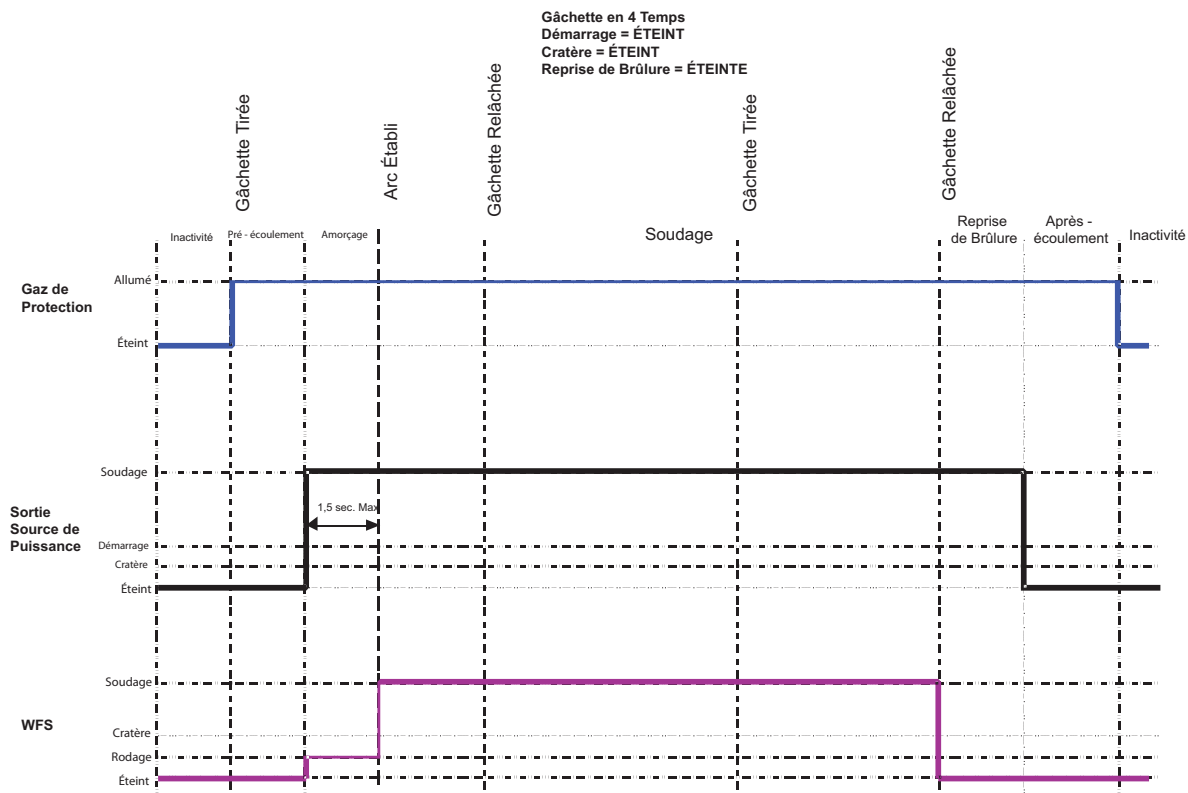 Gâchette en 4 Temps
Démarrage = ÉTEINT
Cratère = ÉTEINT
Reprise de Brûlure = ÉTEINTE
Gâchette Tirée
Arc Établi
Gâchette Relâchée
Gâchette Tirée
Gâchette Relâchée
Inactivité
Pré - écoulement
Amorçage
Soudage
Reprise
de Brûlure
Après -
écoulement
Inactivité
Gaz de
Protection
Allumé
Éteint
Sortie
Source de
Puissance
Soudage
1,5 sec. Max
Démarrage
Cratère
Éteint
WFS
Soudage
Cratère
Rodage
Éteint